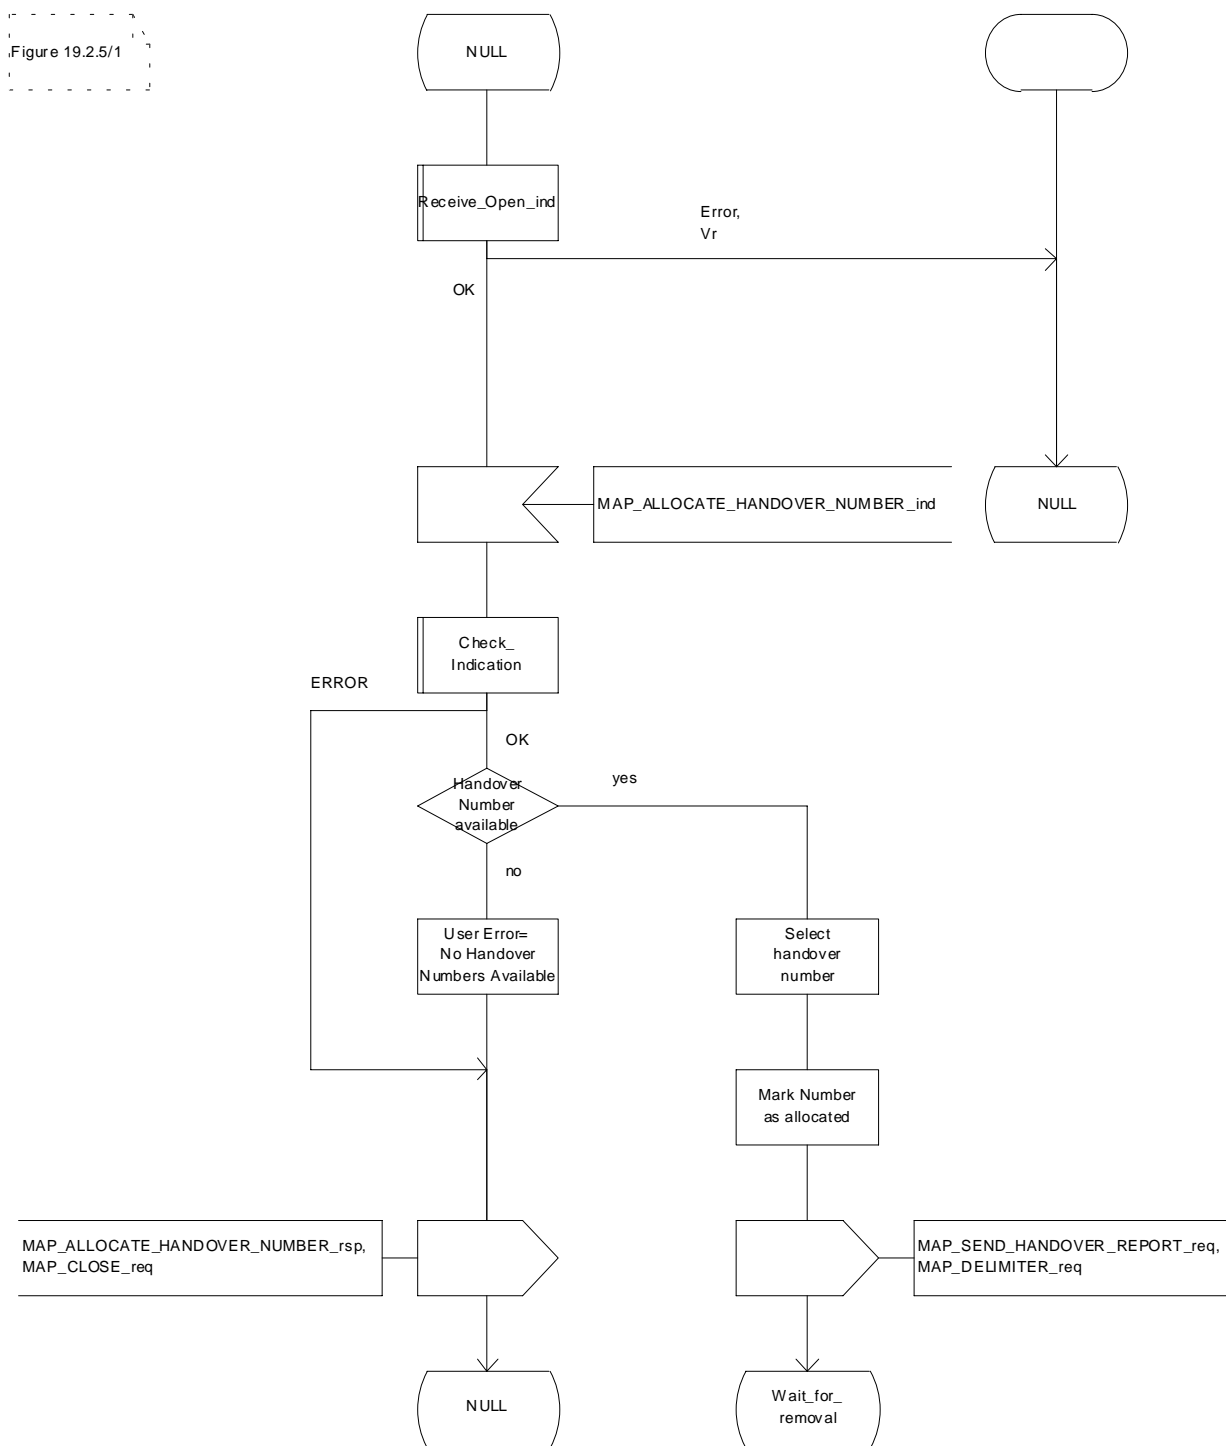 Figure 19.2.5/1
NULL
Receive_Open_ind
Error,
Vr
OK
MAP_ALLOCATE_HANDOVER_NUMBER_ind
NULL
Check_
Indication
ERROR
OK
Handover
Number
available
yes
no
User Error=
No Handover
Numbers Available
Select
handover
number
Mark Number
as allocated
MAP_ALLOCATE_HANDOVER_NUMBER_rsp,
MAP_CLOSE_req
MAP_SEND_HANDOVER_REPORT_req,
MAP_DELIMITER_req
NULL
Wait_for_
removal